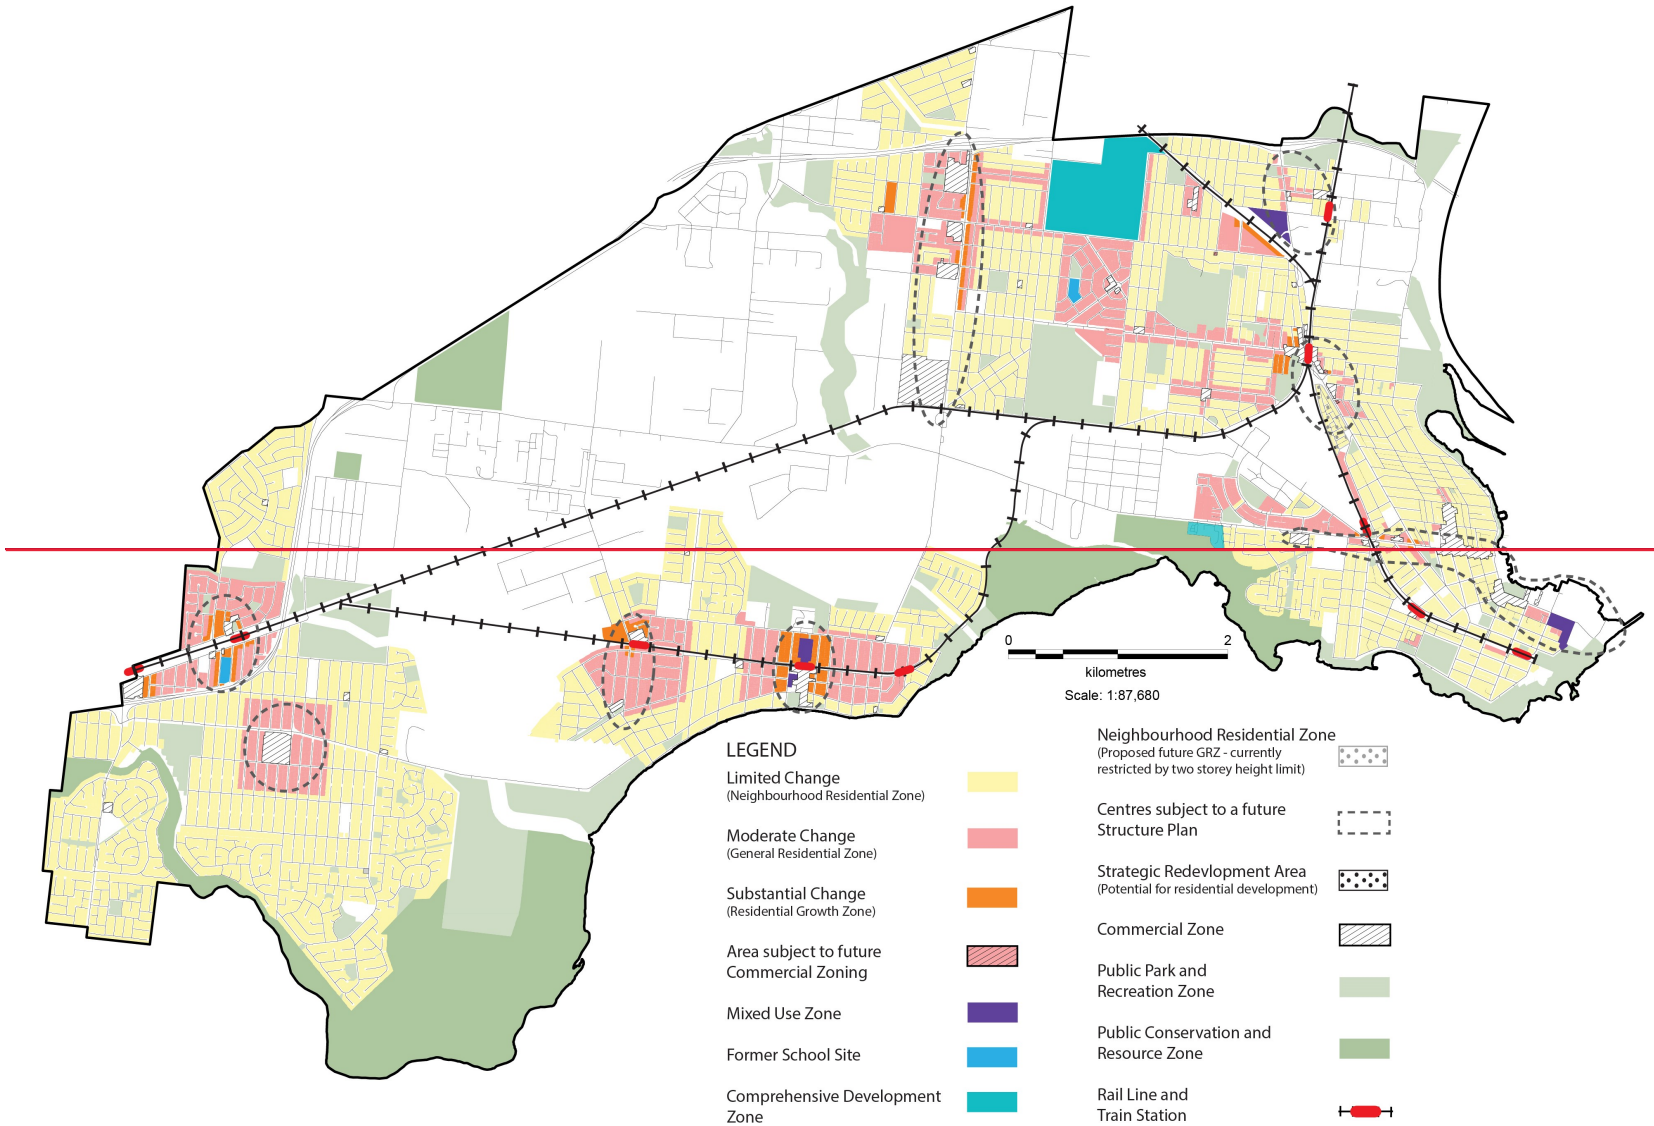 0
2
kilometres
Scale: 1:87,680
LEGEND
Limited Change
(Neighbourhood Residential Zone)
Moderate Change
(General Residential Zone)
Substantial Change
(Residential Growth Zone)
Area subject to future
Commercial Zoning
Mixed Use Zone
Former School Site
Comprehensive Development
Zone
Neighbourhood Residential Zone
(Proposed future GRZ - currently
restricted by two storey height limit)
Centres subject to a future
Structure Plan
Strategic Redevlopment Area
(Potential for residential development)
Commercial Zone
Public Park and
Recreation Zone
Public Conservation and
Resource Zone
Rail Line and
Train Station